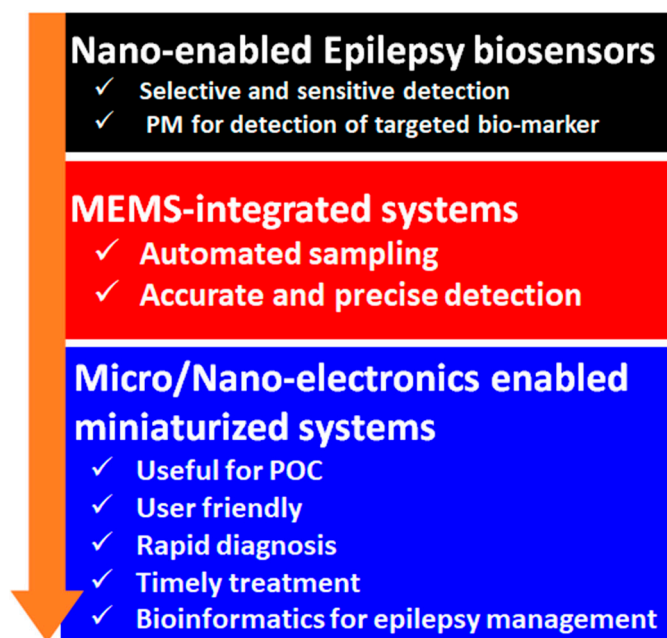 Nano-enabled Epilepsy biosensors
✓ Selective and sensitive detection
✓ PM for detection of targeted bio-marker
MEMS-integrated systems
✓ Automated sampling
✓ Accurate and precise detection
Micro/Nano-electronics enabled
miniaturized systems
✓ Useful for POC
✓ User friendly
✓ Rapid diagnosis
✓ Timely treatment
✓ Bioinformatics for epilepsy management